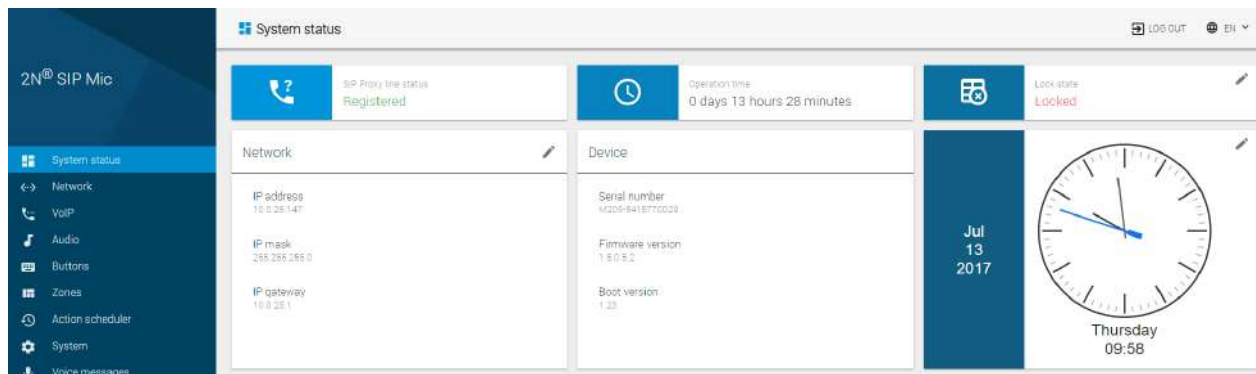 2N® SIP Mic
System status
Network
VoIP
Audio
Buttons
Zones
Action scheduler
System
Voice messages
System status
LOG OUT
EN
SIP Proxy line status
Registered
Operation time
0 days 13 hours 28 minutes
Lock state
Locked
Network
IP address
10.0.25.147
IP mask
255.255.255.0
IP gateway
10.0.25.1
Device
Serial number
Firmware version
1.6.0.5.2
Boot version
1.23
Jul
13
2017
Thursday
09:58